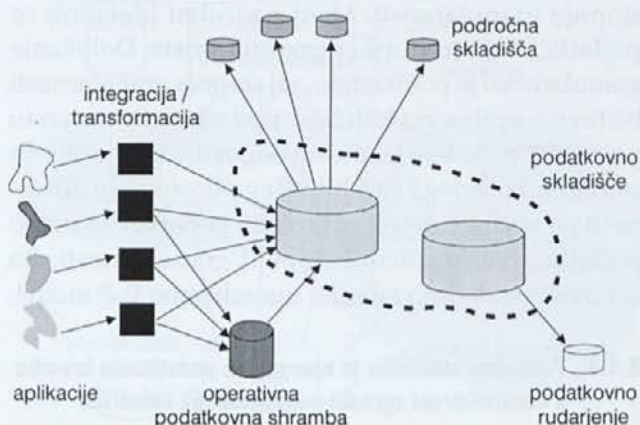 področna
skladišča
integracija /
transformacija
podatkovno
skladišče
aplikacije
operativna
podatkovna shramba
podatkovno
rudarjenje